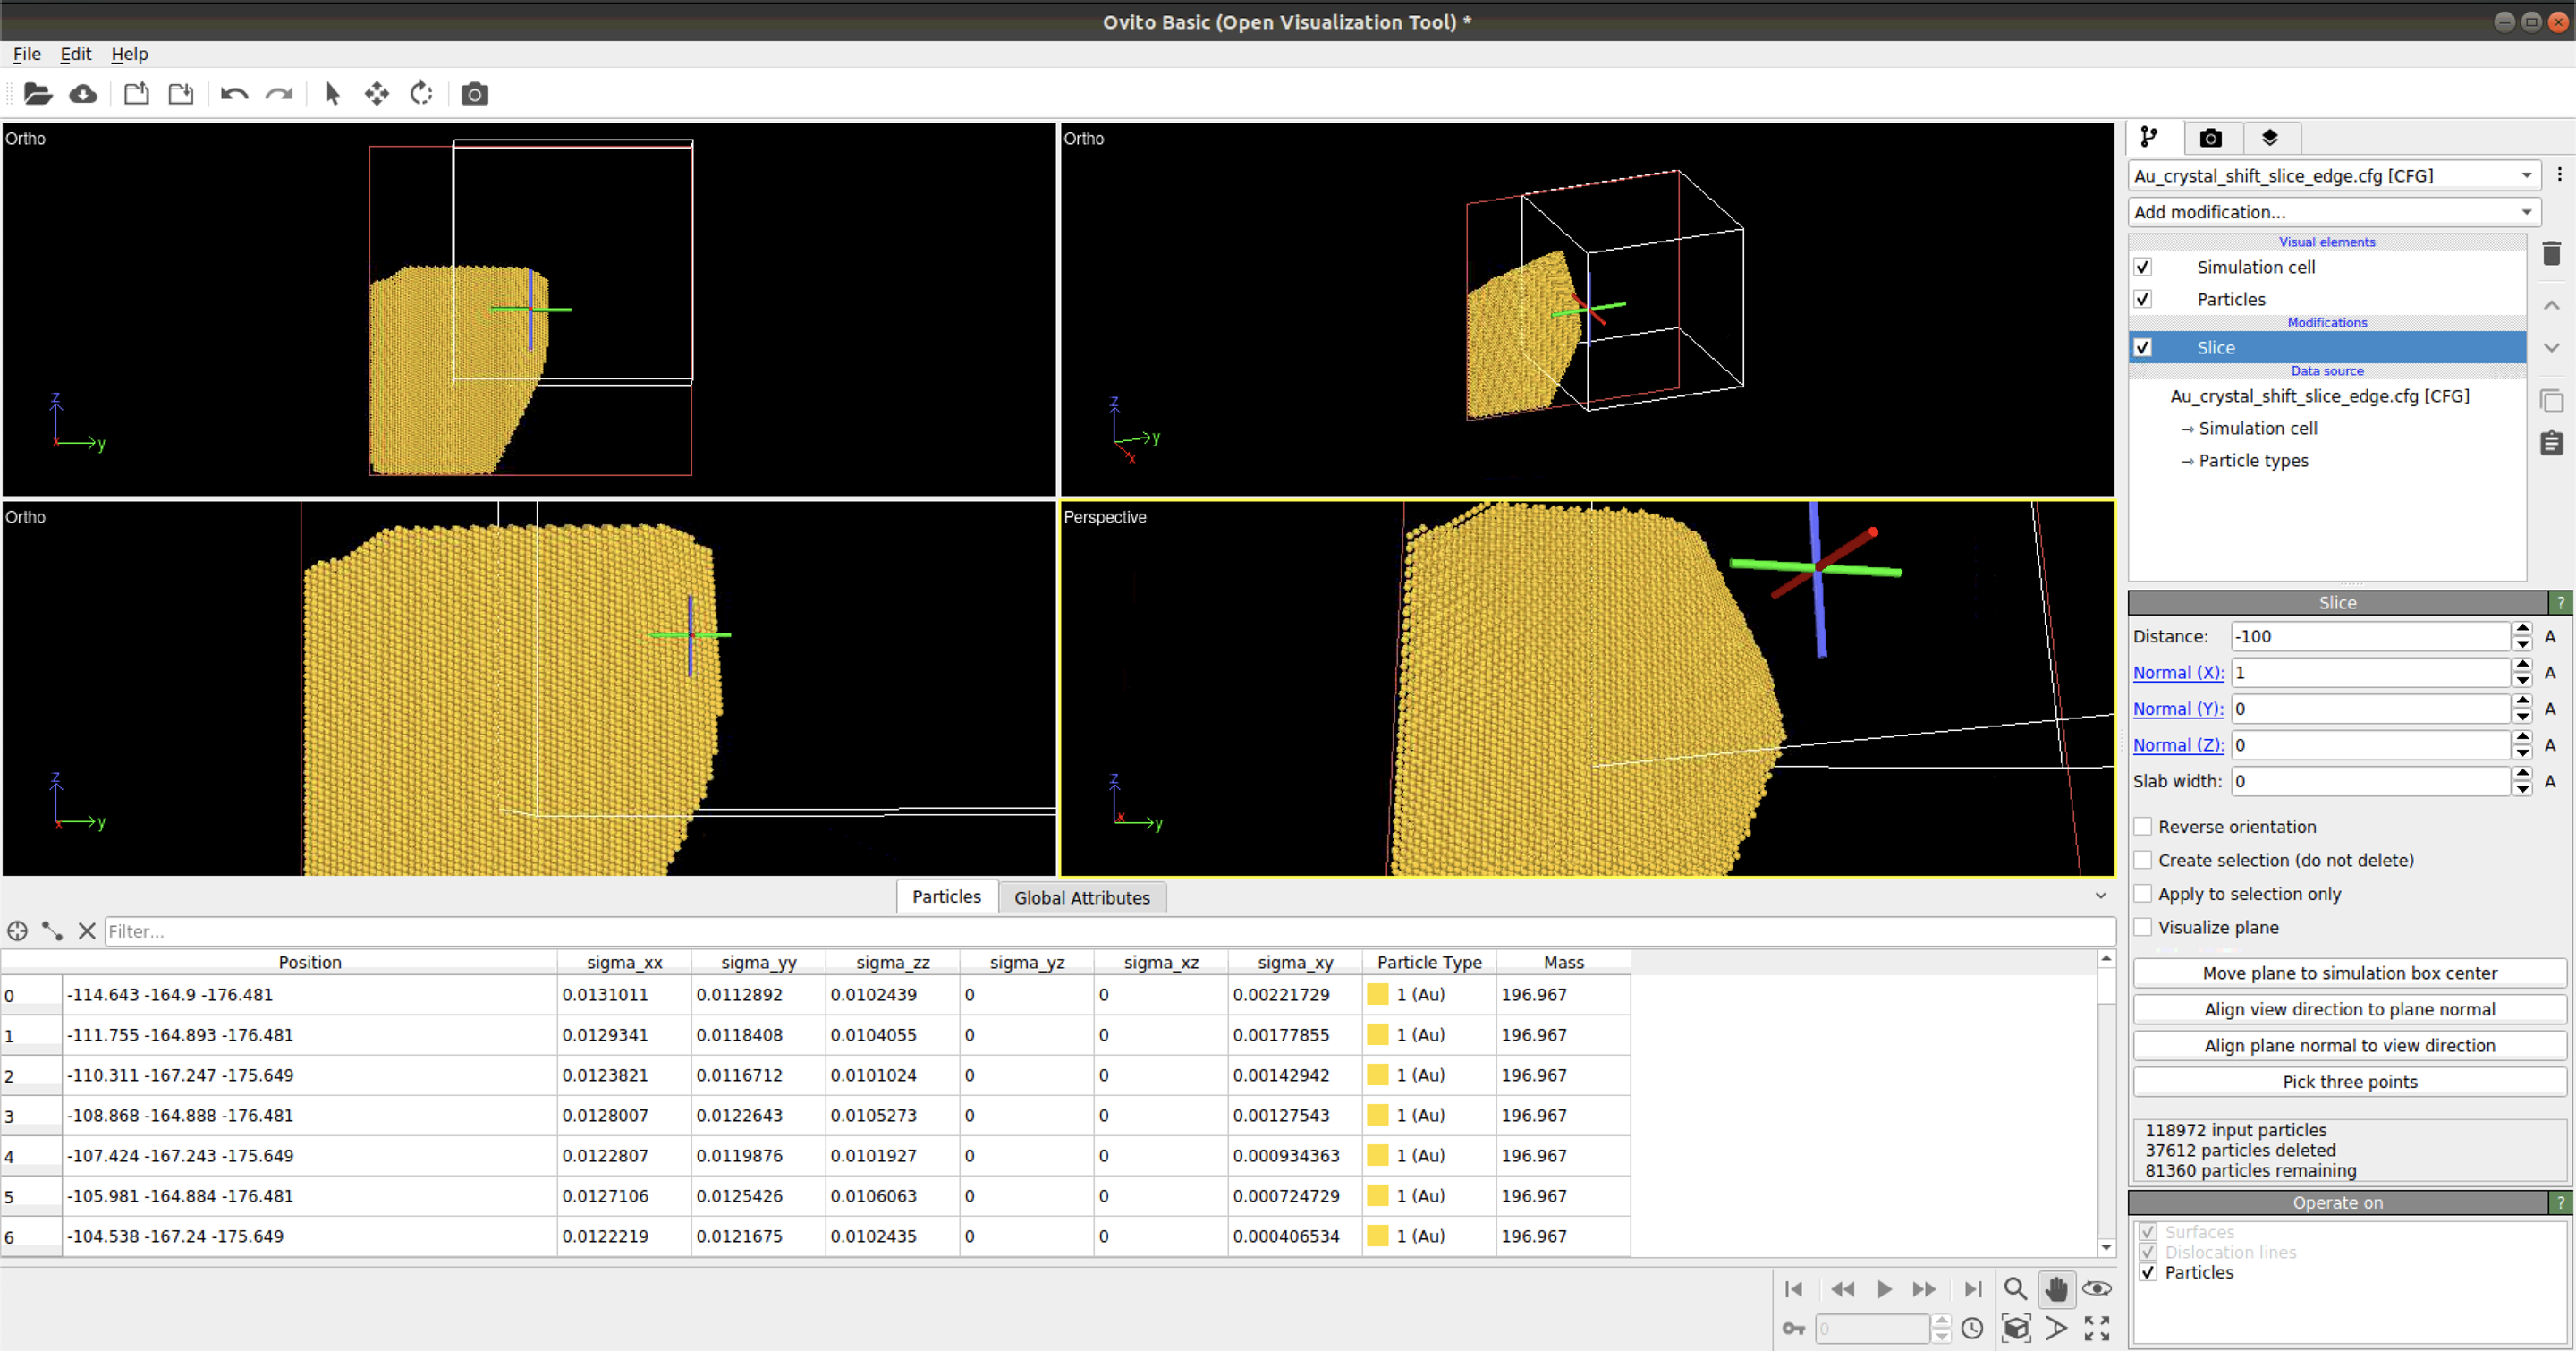 Ovito Basic (Open Visualization Tool) *
File Edit Help
Ortho
z
y
x
Ortho
z
y
x
Ortho
z
y
x
Perspective
z
y
x
Au_crystal_shift_slice_edge.cfg [CFG]
Add modification...
Visual elements
Simulation cell
Particles
Modifications
Slice
Data source
Au_crystal_shift_slice_edge.cfg [CFG]
→ Simulation cell
→ Particle types
Slice ?
Distance: -100 A
Normal (X): 1 A
Normal (Y): 0 A
Normal (Z): 0 A
Slab width: 0 A
Reverse orientation
Create selection (do not delete)
Apply to selection only
Visualize plane
Move plane to simulation box center
Align view direction to plane normal
Align plane normal to view direction
Pick three points
118972 input particles
37612 particles deleted
81360 particles remaining
Operate on ?
Surfaces
Dislocation lines
Particles
Particles Global Attributes
Filter...
Position sigma_xx sigma_yy sigma_zz sigma_yz sigma_xz sigma_xy Particle Type Mass
0 -114.643 -164.9 -176.481 0.0131011 0.0112892 0.0102439 0 0 0.00221729 1 (Au) 196.967
1 -111.755 -164.893 -176.481 0.0129341 0.0118408 0.0104055 0 0 0.00177855 1 (Au) 196.967
2 -110.311 -167.247 -175.649 0.0123821 0.0116712 0.0101024 0 0 0.00142942 1 (Au) 196.967
3 -108.868 -164.888 -176.481 0.0128007 0.0122643 0.0105273 0 0 0.00127543 1 (Au) 196.967
4 -107.424 -167.243 -175.649 0.0122807 0.0119876 0.0101927 0 0 0.000934363 1 (Au) 196.967
5 -105.981 -164.884 -176.481 0.0127106 0.0125426 0.0106063 0 0 0.000724729 1 (Au) 196.967
6 -104.538 -167.24 -175.649 0.0122219 0.0121675 0.0102435 0 0 0.000406534 1 (Au) 196.967
0